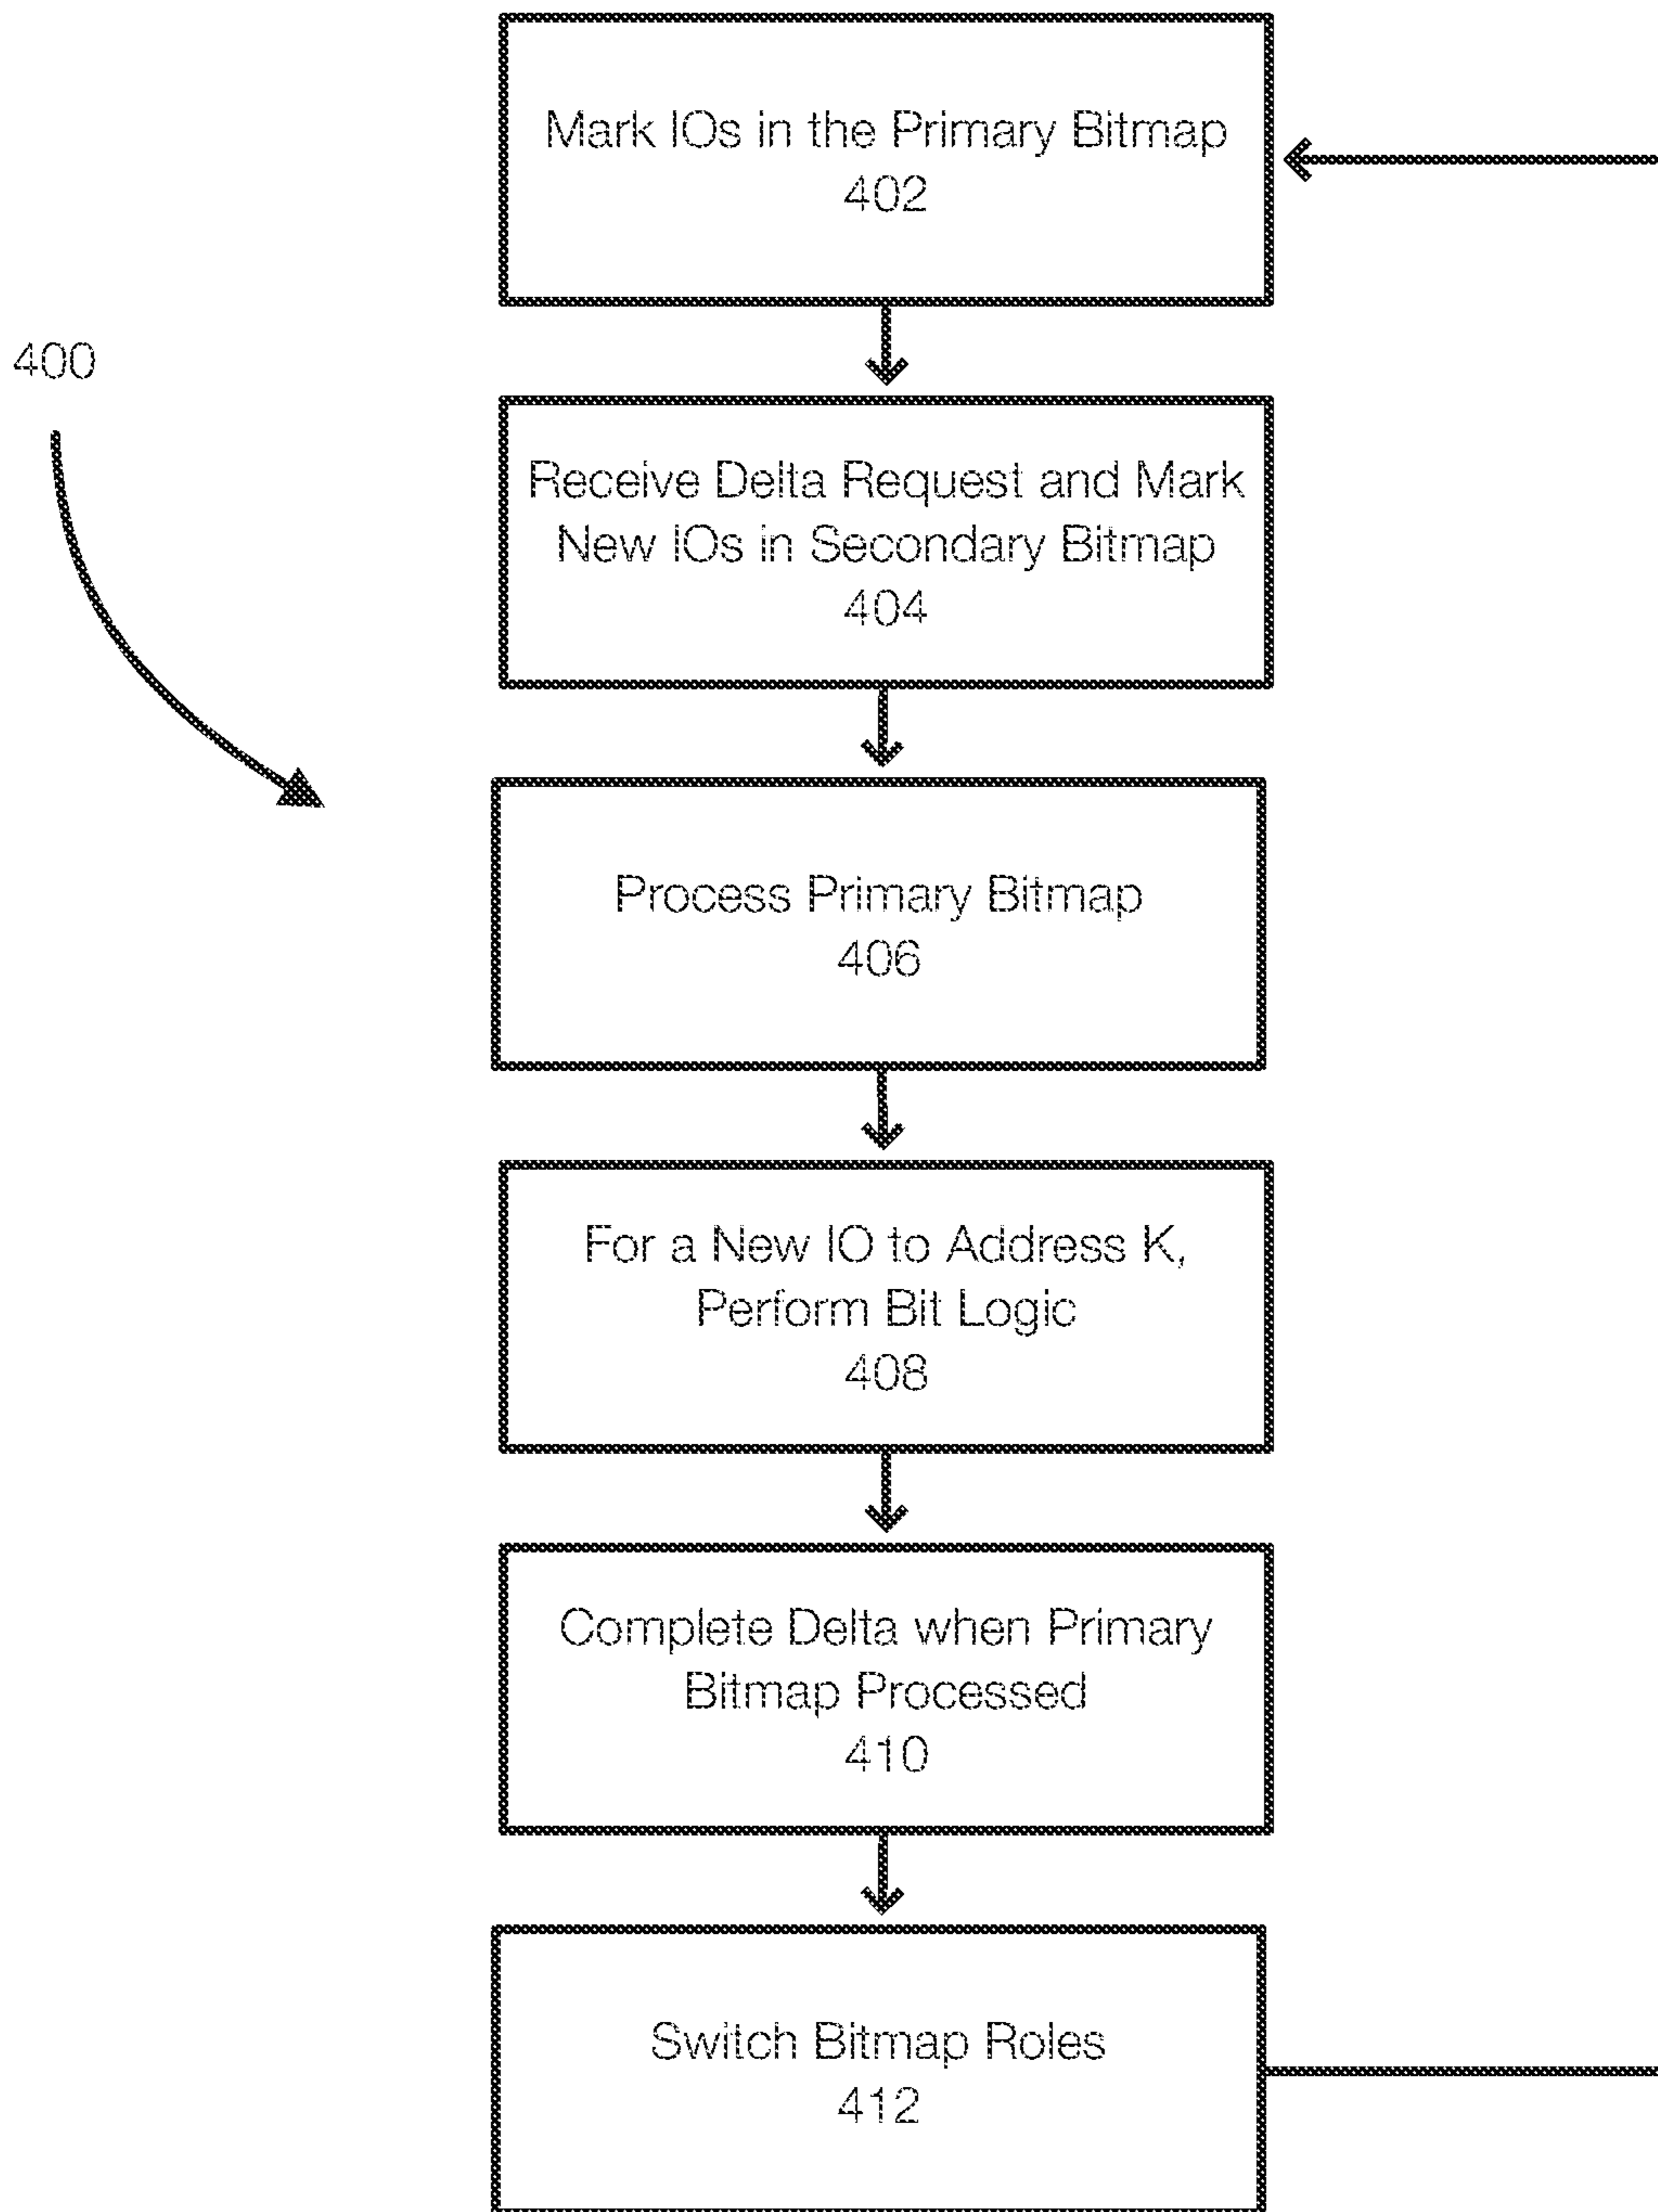 Mark IOs in the Primary Bitmap
402
400
Receive Delta Request and Mark
New IOs in Secondary Bitmap
404
Process Primary Bitmap
406
For a New IO to Address K,
Perform Bit Logic
408
Complete Delta when Primary
Bitmap Processed
410
Switch Bitmap Roles
412